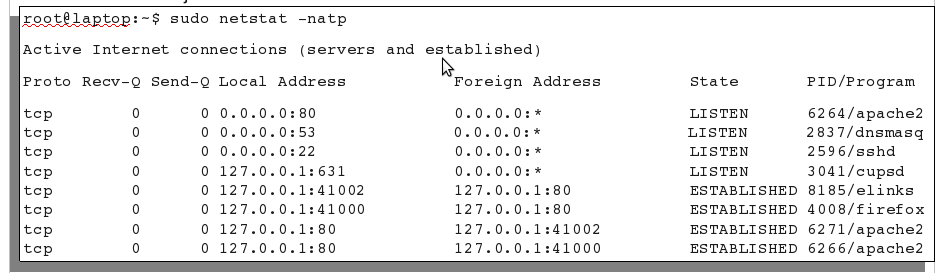 root@laptop:~$ sudo netstat -natp
Active Internet connections (servers and established)
Proto Recv-Q Send-Q Local Address Foreign Address State PID/Program
tcp 0 0 0.0.0.0:80 0.0.0.0:* LISTEN 6264/apache2
tcp 0 0 0.0.0.0:53 0.0.0.0:* LISTEN 2837/dnsmasq
tcp 0 0 0.0.0.0:22 0.0.0.0:* LISTEN 2596/sshd
tcp 0 0 127.0.0.1:631 0.0.0.0:* LISTEN 3041/cupsd
tcp 0 0 127.0.0.1:41002 127.0.0.1:80 ESTABLISHED 8185/elinks
tcp 0 0 127.0.0.1:41000 127.0.0.1:80 ESTABLISHED 4008/firefox
tcp 0 0 127.0.0.1:80 127.0.0.1:41002 ESTABLISHED 6271/apache2
tcp 0 0 127.0.0.1:80 127.0.0.1:41000 ESTABLISHED 6266/apache2